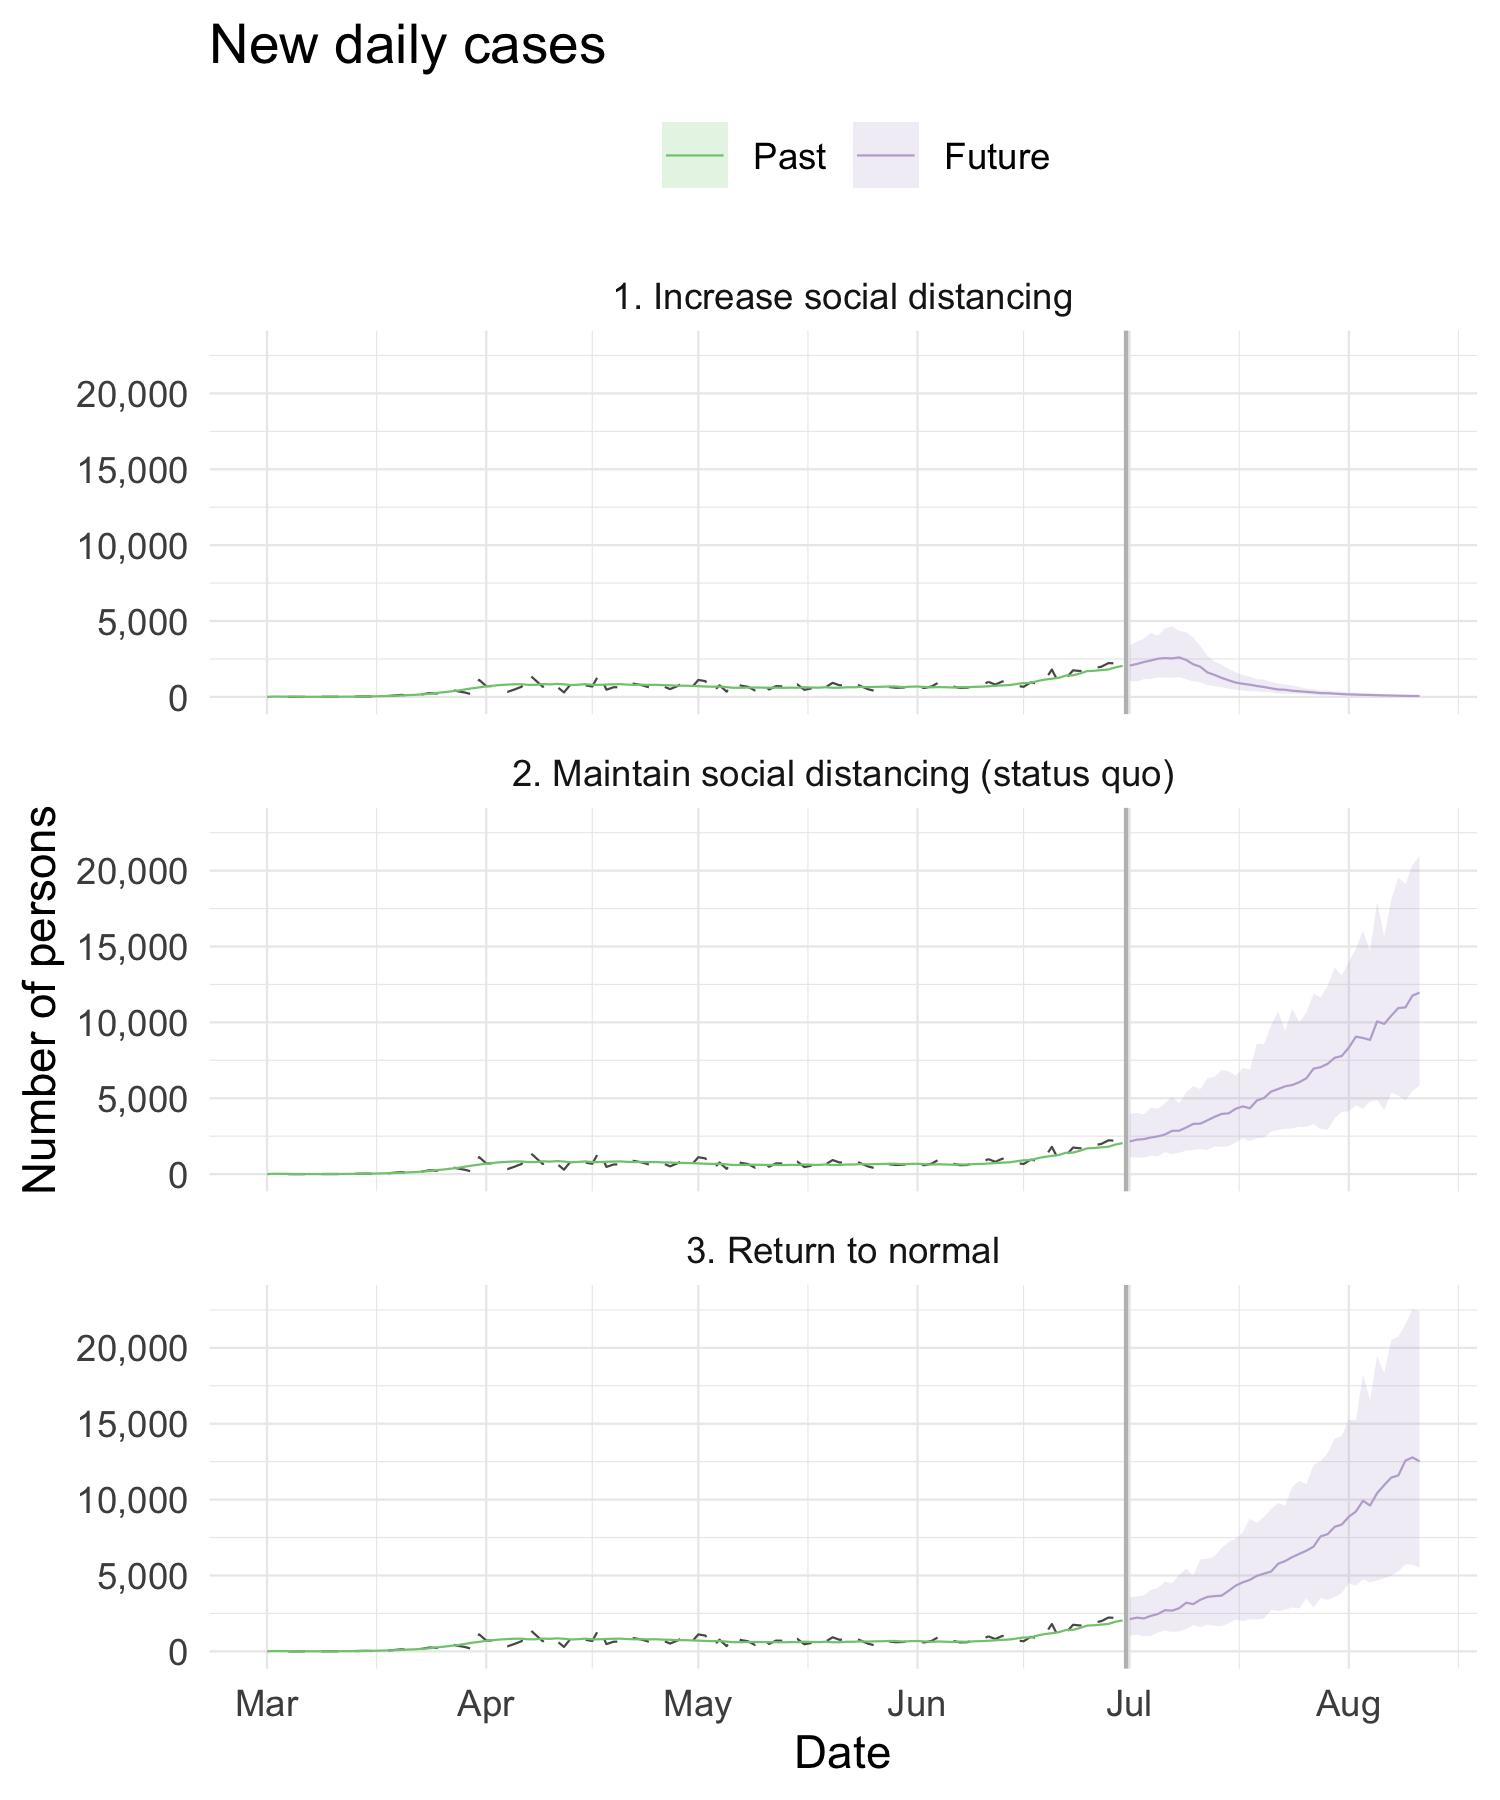 New daily cases
Past Future
1. Increase social distancing
20,000
15,000
10,000
5,000
0
2. Maintain social distancing (status quo)
Number of persons
20,000
15,000
10,000
5,000
0
3. Return to normal
20,000
15,000
10,000
5,000
0
Mar Apr May Jun Jul Aug
Date